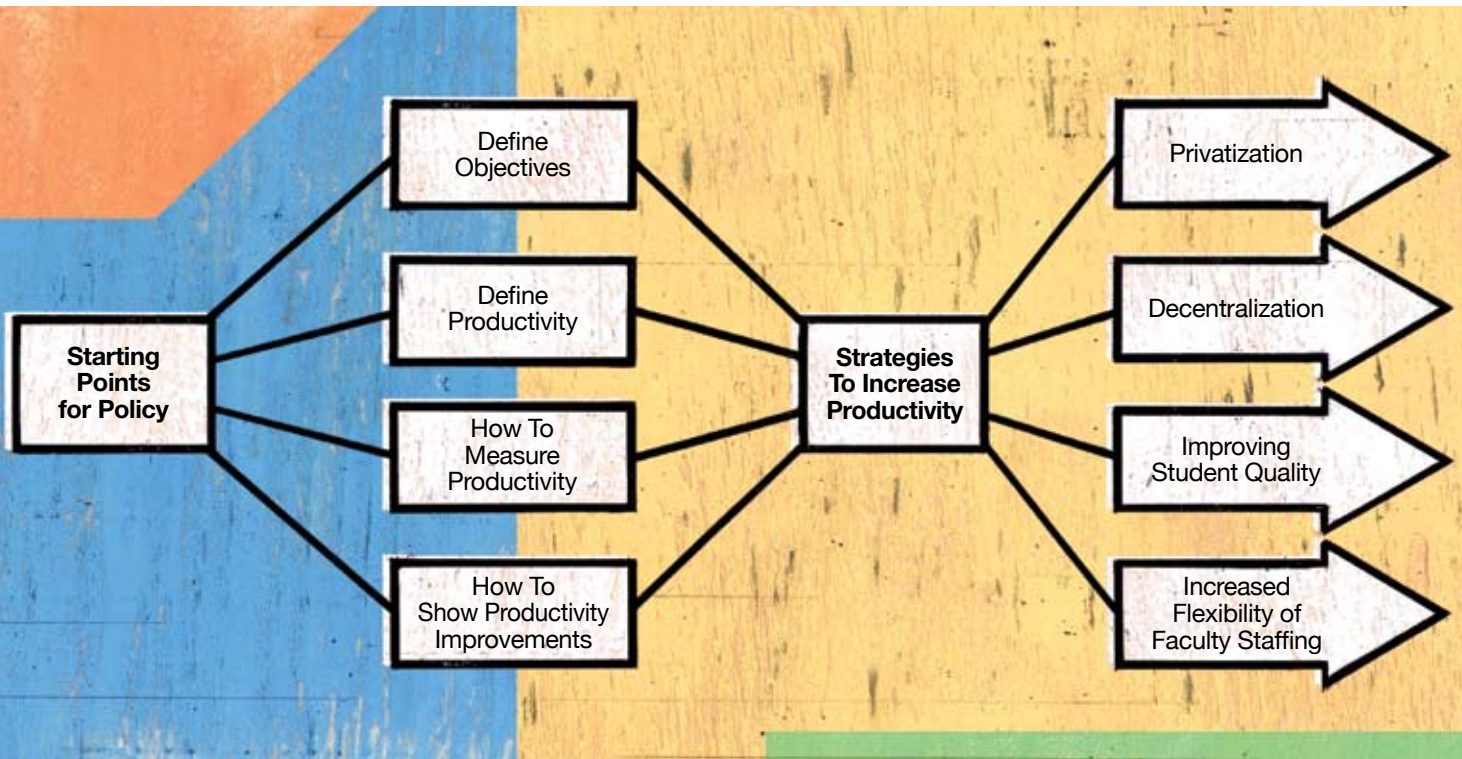 Starting
Points
for Policy
Define
Objectives
Define
Productivity
How To
Measure
Productivity
How To
Show Productivity
Improvements
Strategies
To Increase
Productivity
Privatization
Decentralization
Improving
Student Quality
Increased
Flexibility of
Faculty Staffing